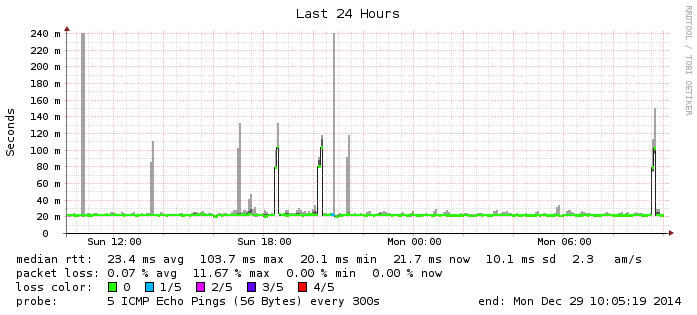 Last 24 Hours
RRDTOOL / TOBI OETIKER
Seconds
240 m
220 m
200 m
180 m
160 m
140 m
120 m
100 m
80 m
60 m
40 m
20 m
0
Sun 12:00 Sun 18:00 Mon 00:00 Mon 06:00
median rtt: 23.4 ms avg 103.7 ms max 20.1 ms min 21.7 ms now 10.1 ms sd 2.3 am/s
packet loss: 0.07 % avg 11.67 % max 0.00 % min 0.00 % now
loss color: 0 1/5 2/5 3/5 4/5
probe: 5 ICMP Echo Pings (56 Bytes) every 300s end: Mon Dec 29 10:05:19 2014